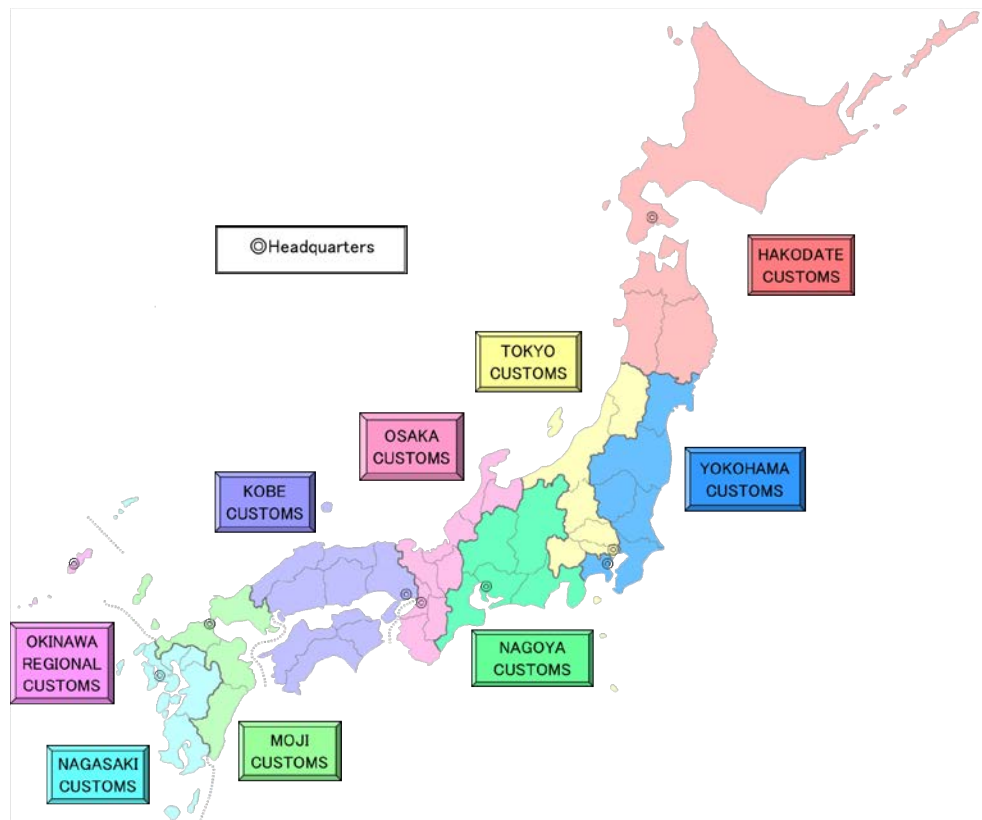 ◎Headquarters
HAKODATE
CUSTOMS
TOKYO
CUSTOMS
OSAKA
CUSTOMS
YOKOHAMA
CUSTOMS
KOBE
CUSTOMS
OKINAWA
REGIONAL
CUSTOMS
NAGOYA
CUSTOMS
MOJI
CUSTOMS
NAGASAKI
CUSTOMS